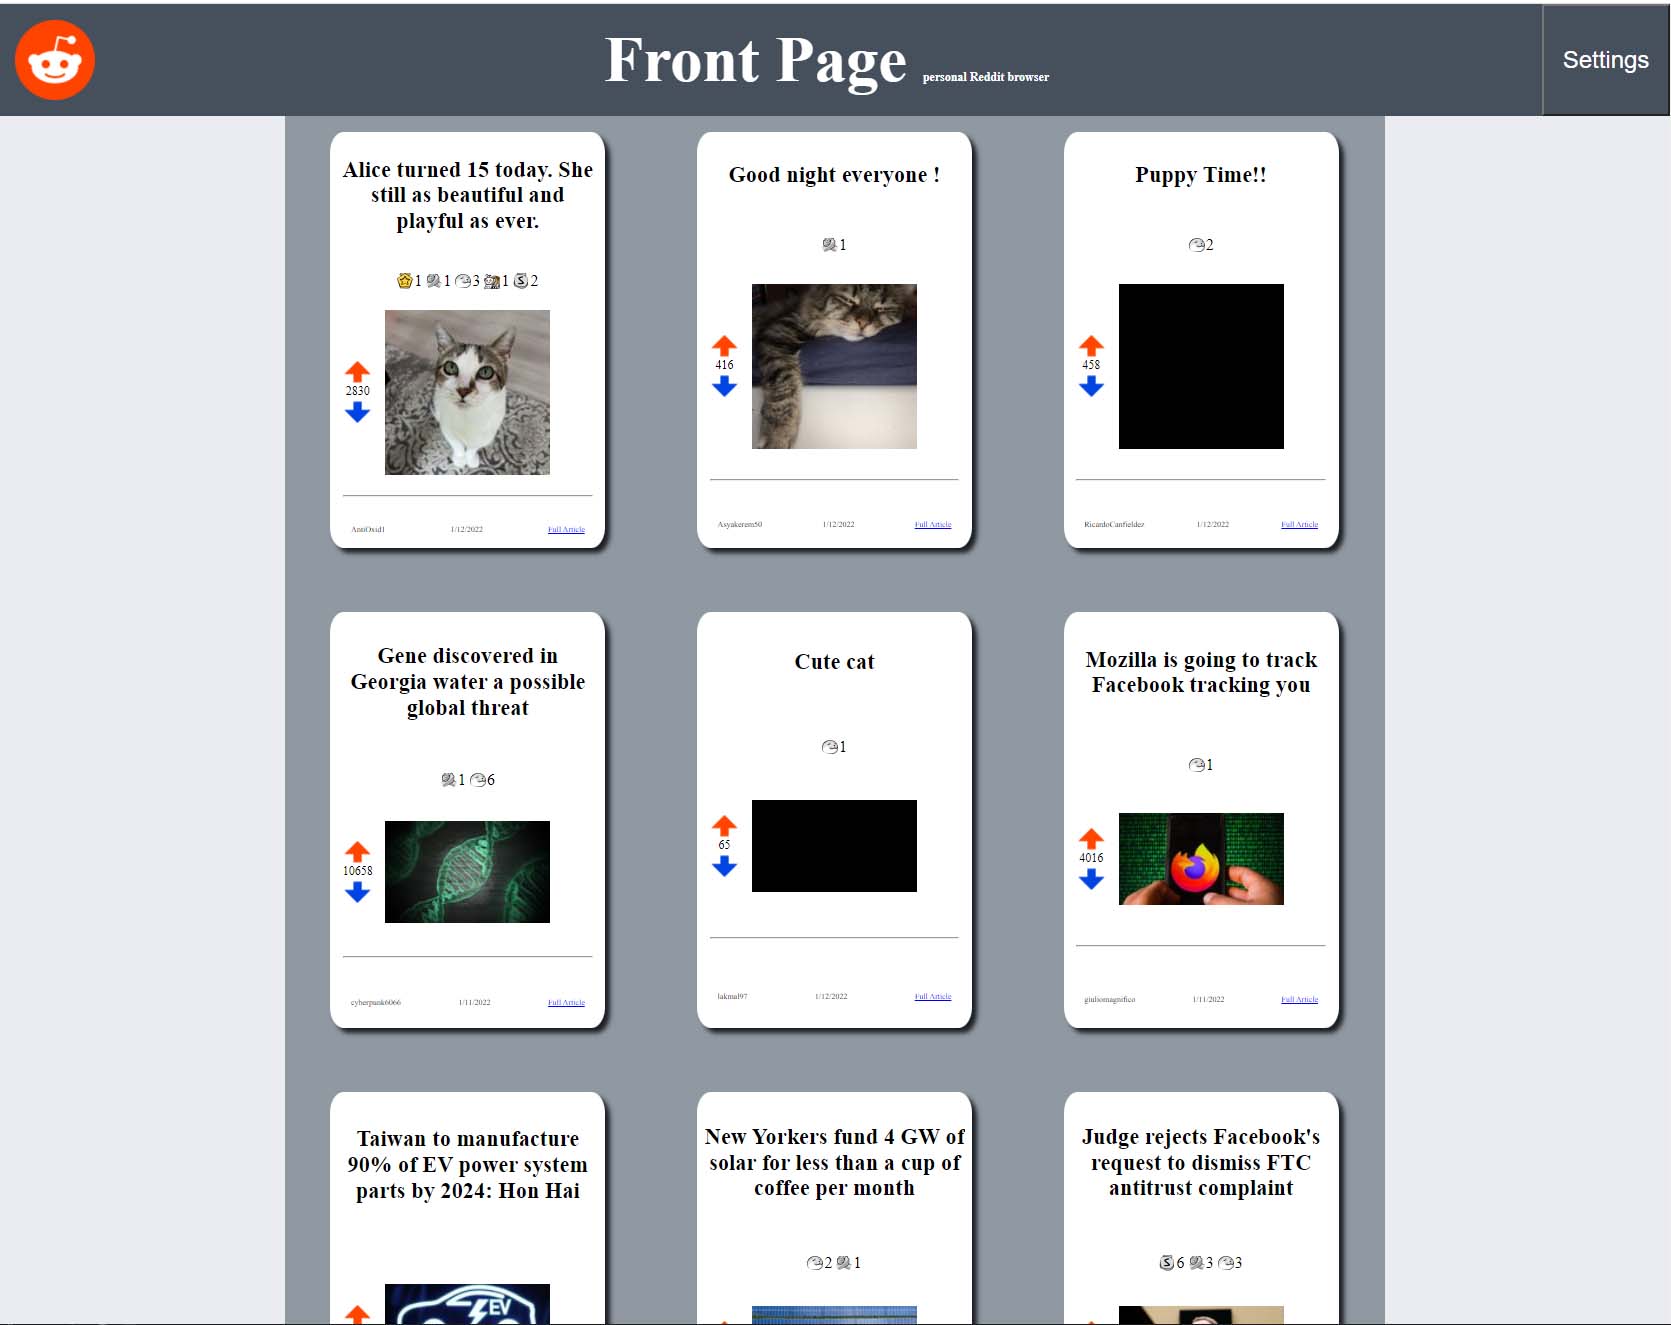 Front Page personal Reddit browser
Settings
Alice turned 15 today. She
still as beautiful and
playful as ever.
1 1 3 1 2
2830
AntiOxid1 1/12/2022 Full Article
Good night everyone !
1
416
Asyakerem50 1/12/2022 Full Article
Puppy Time!!
2
458
RicardoCanfieldez 1/12/2022 Full Article
Gene discovered in
Georgia water a possible
global threat
1 6
10658
cyberpunk6066 1/11/2022 Full Article
Cute cat
1
65
lakmal97 1/12/2022 Full Article
Mozilla is going to track
Facebook tracking you
1
4016
giuliomagnifico 1/11/2022 Full Article
Taiwan to manufacture
90% of EV power system
parts by 2024: Hon Hai
EV
New Yorkers fund 4 GW of
solar for less than a cup of
coffee per month
2 1
Judge rejects Facebook's
request to dismiss FTC
antitrust complaint
6 3 3